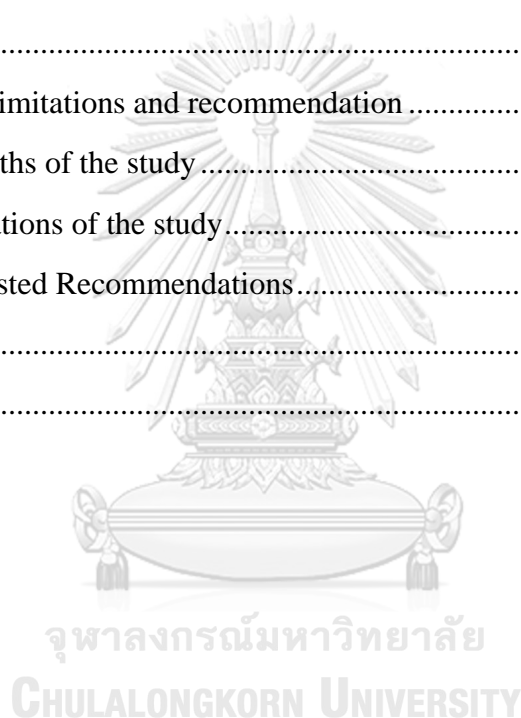 ..................................................................
imitations and recommendation ..............
ths of the study .........................................
ations of the study......................................
sted Recommendations.............................
..................................................................
..................................................................
จุฬาลงกรณ์มหาวิทยาลัย
CHULALONGKORN UNIVERSITY